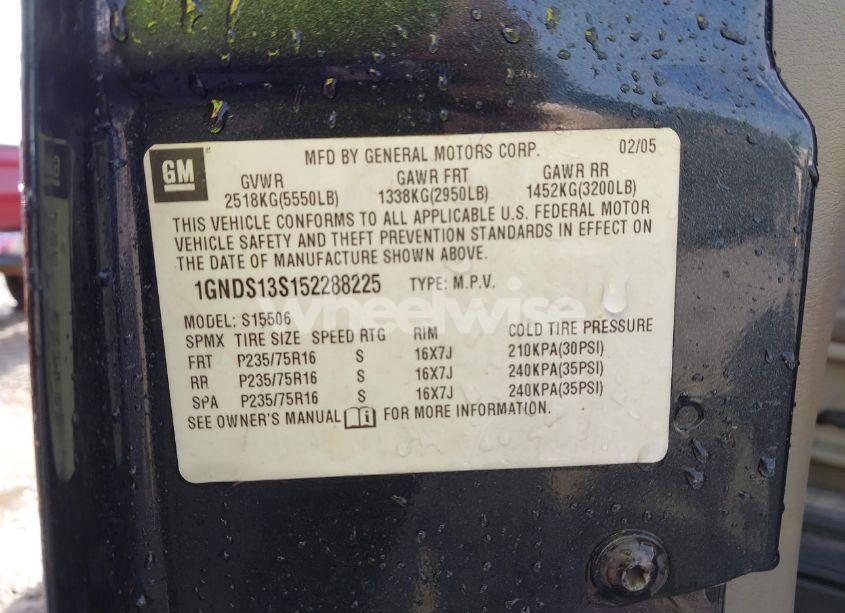 GM
MFD BY GENERAL MOTORS CORP. 02/05
GVWR GAWR FRT GAWR RR
2518KG(5550LB) 1338KG(2950LB) 1452KG(3200LB)
THIS VEHICLE CONFORMS TO ALL APPLICABLE U.S. FEDERAL MOTOR
VEHICLE SAFETY AND THEFT PREVENTION STANDARDS IN EFFECT ON
THE DATE OF MANUFACTURE SHOWN ABOVE.
1GNDS13S152288225 TYPE: M.P.V.
wheelwise
MODEL: S15506
SPMX TIRE SIZE SPEED RTG RIM COLD TIRE PRESSURE
FRT P235/75R16 S 16X7J 210KPA(30PSI)
RR P235/75R16 S 16X7J 240KPA(35PSI)
SPA P235/75R16 S 16X7J 240KPA(35PSI)
SEE OWNER'S MANUAL FOR MORE INFORMATION.